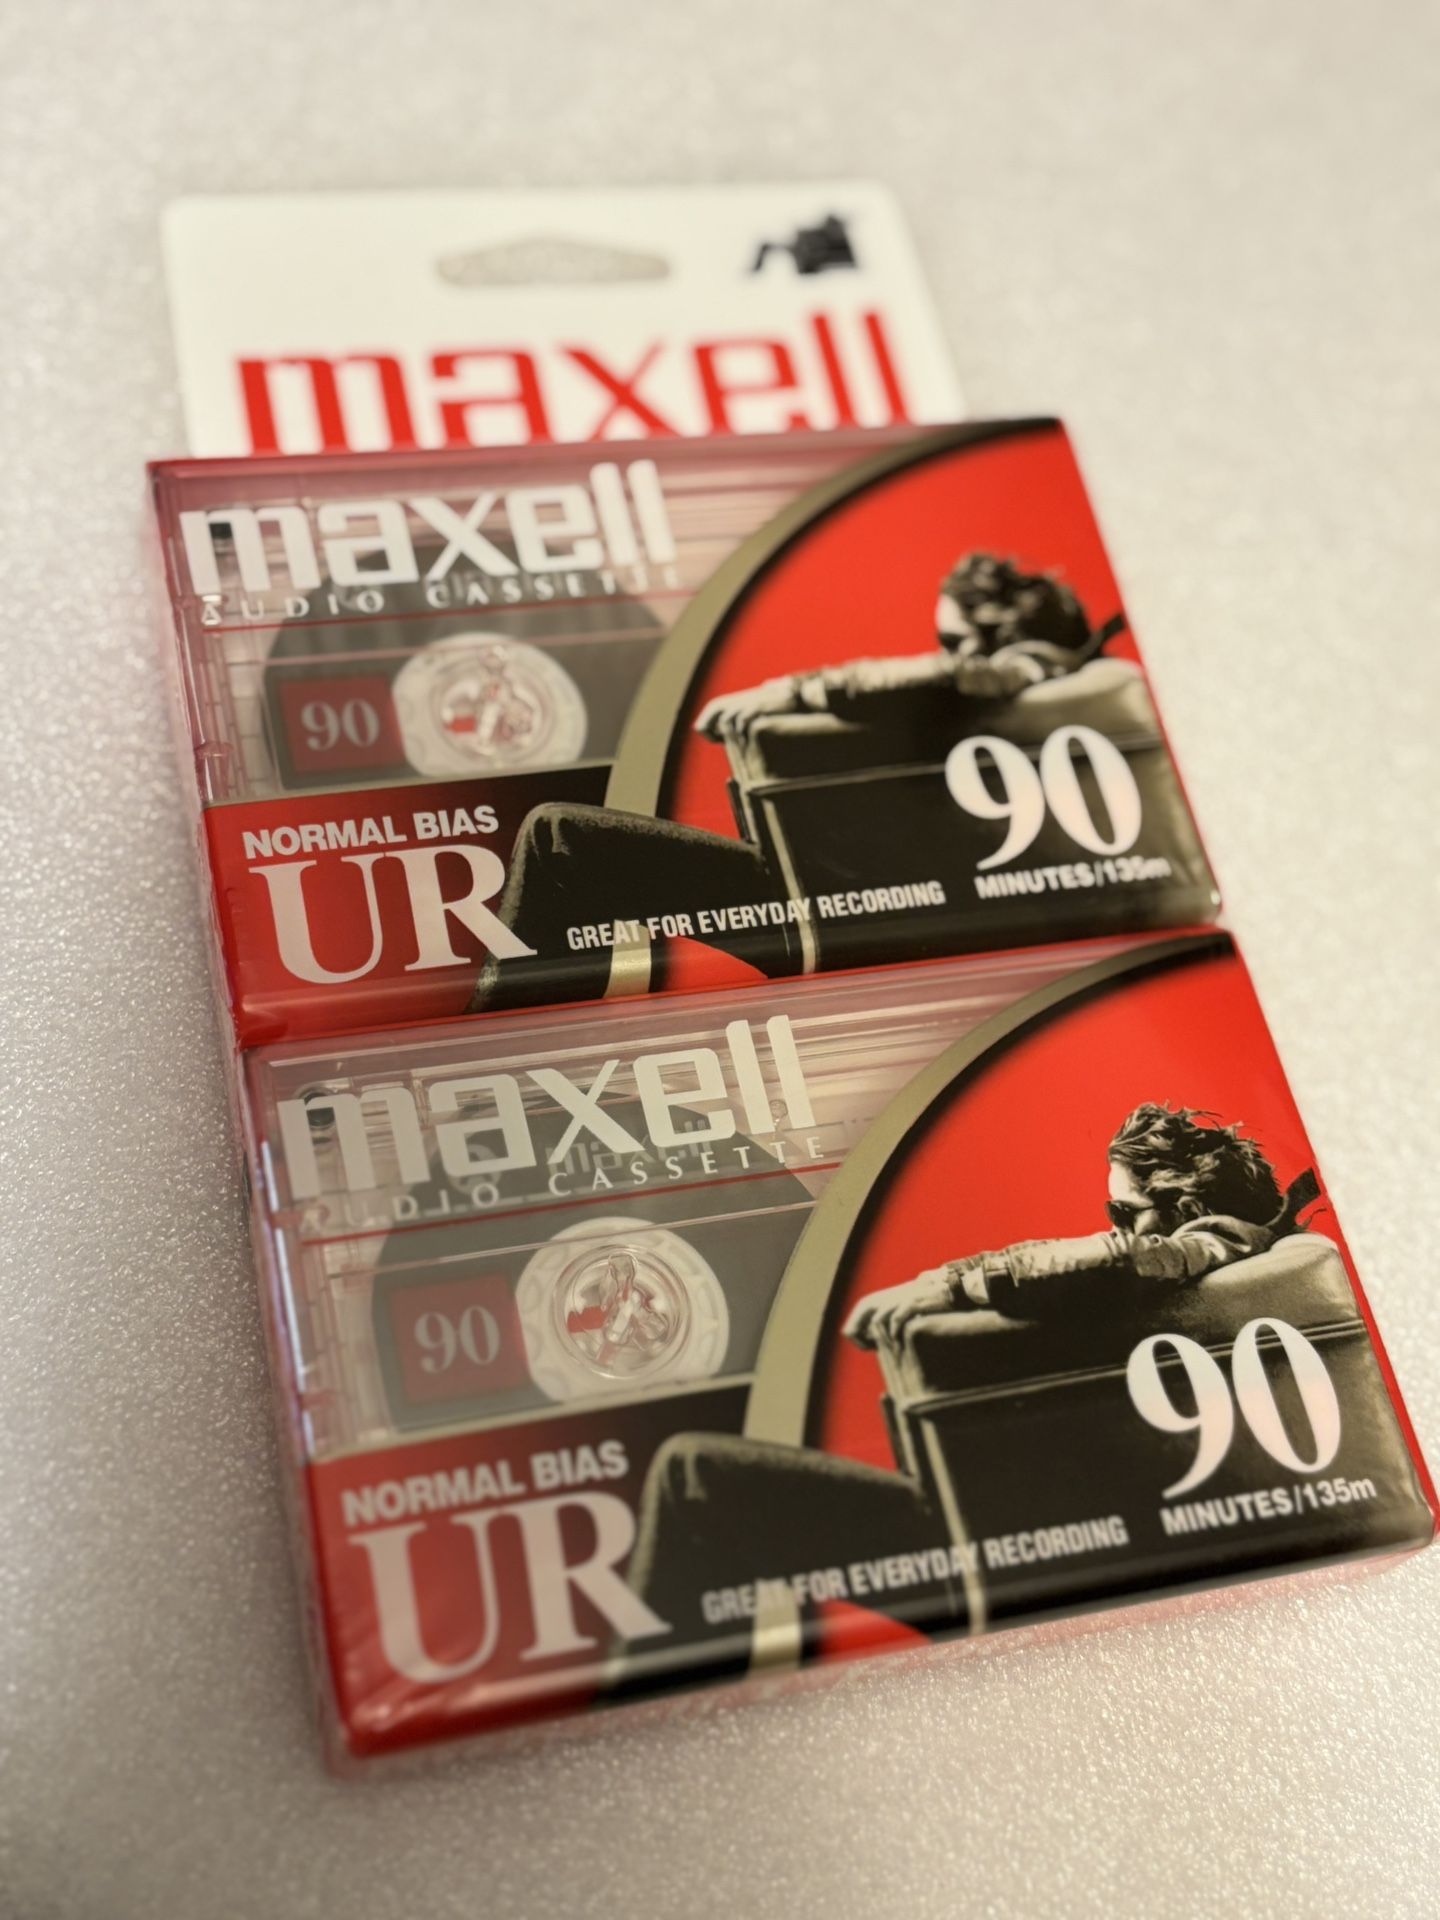 maxell
maxell
AUDIO CASSETTE
90
NORMAL BIAS
UR
GREAT FOR EVERYDAY RECORDING
90
MINUTES/135m
maxell
maxell
AUDIO CASSETTE
90
NORMAL BIAS
UR
GREAT FOR EVERYDAY RECORDING
90
MINUTES/135m